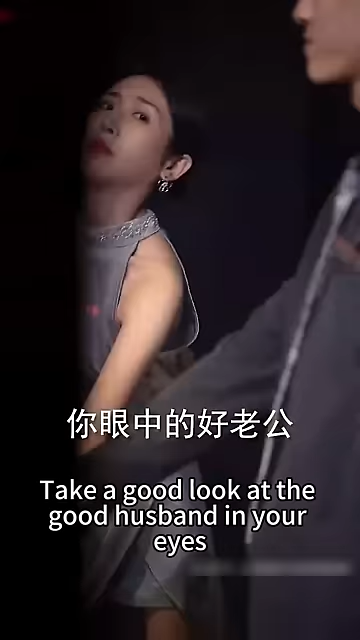 你眼中的好老公
Take a good look at the
good husband in your
eyes